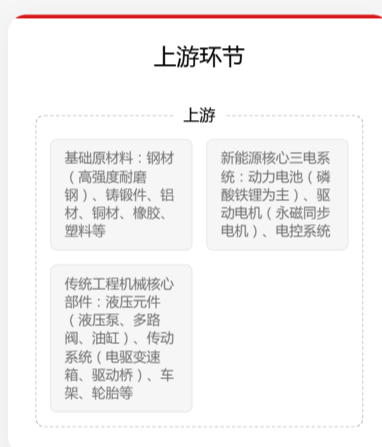 上游环节
上游
基础原材料：钢材
（高强度耐磨
钢）、铸锻件、铝
材、铜材、橡胶、
塑料等
新能源核心三电系
统：动力电池（磷
酸铁锂为主）、驱
动电机（永磁同步
电机）、电控系统
传统工程机械核心
部件：液压元件
（液压泵、多路
阀、油缸）、传动
系统（电驱变速
箱、驱动桥）、车
架、轮胎等